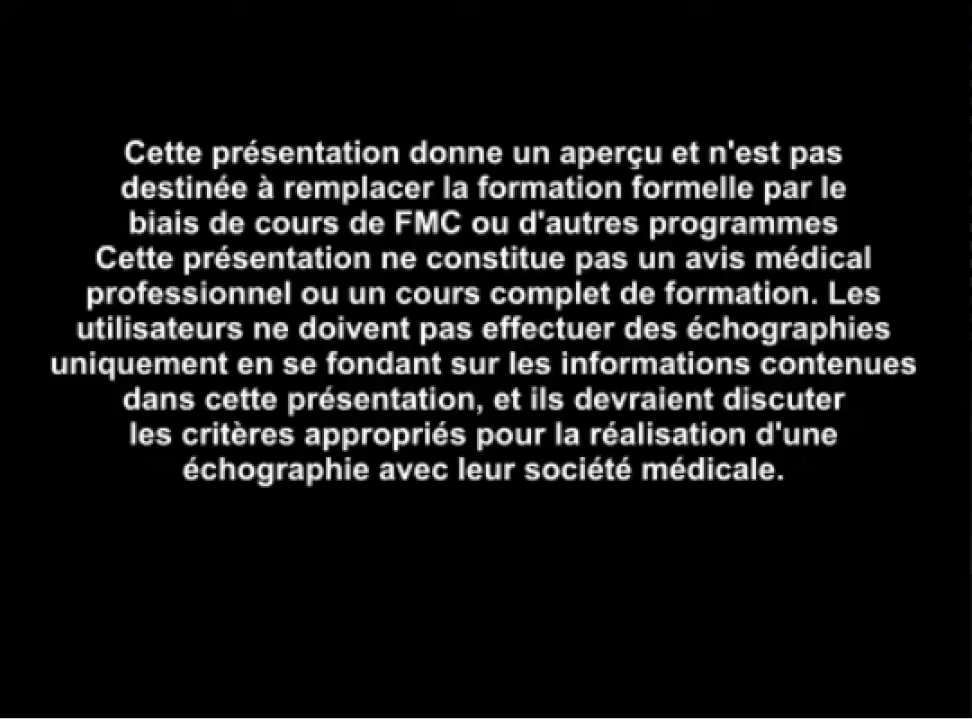 Cette présentation donne un aperçu et n'est pas
destinée à remplacer la formation formelle par le
biais de cours de FMC ou d'autres programmes
Cette présentation ne constitue pas un avis médical
professionnel ou un cours complet de formation. Les
utilisateurs ne doivent pas effectuer des échographies
uniquement en se fondant sur les informations contenues
dans cette présentation, et ils devraient discuter
les critères appropriés pour la réalisation d'une
échographie avec leur société médicale.